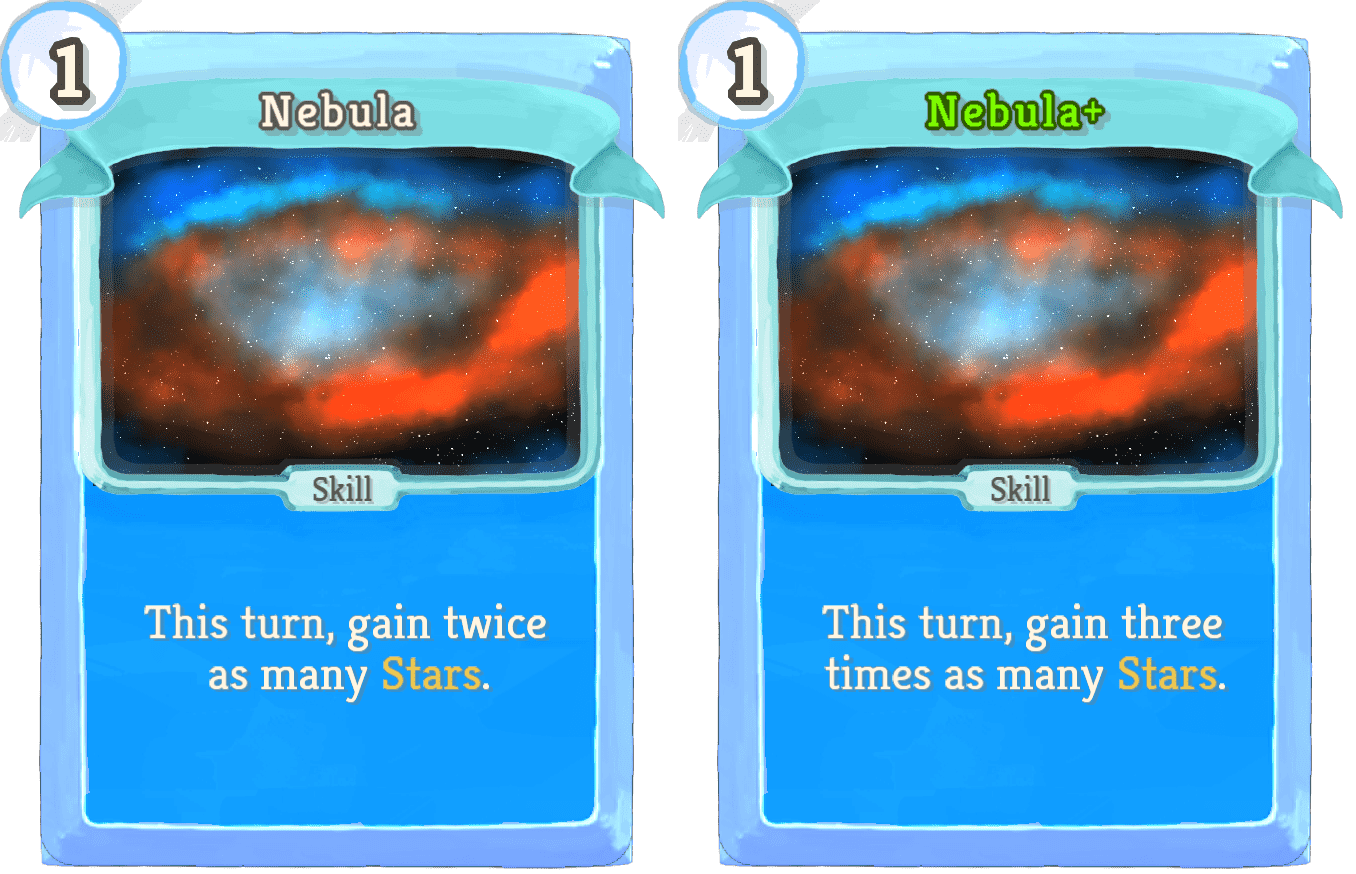 1
Nebula
Skill
This turn, gain twice
as many Stars.
1
Nebula+
Skill
This turn, gain three
times as many Stars.